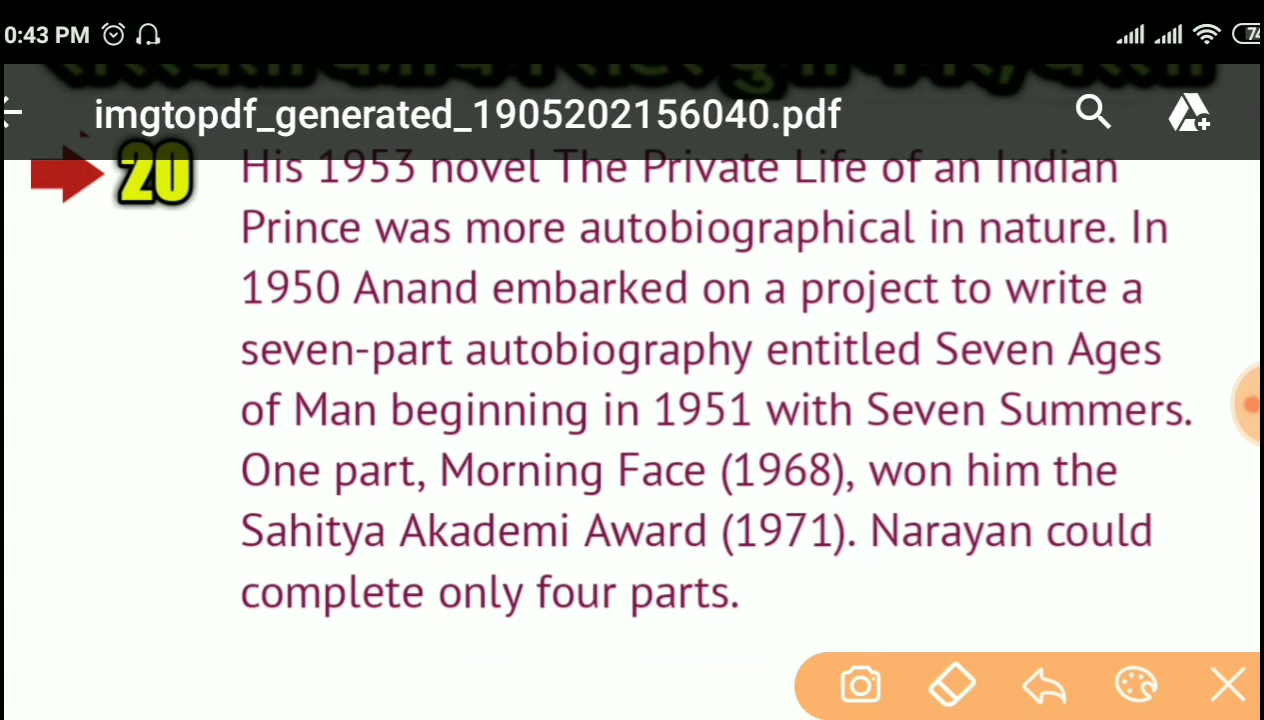 0:43 PM
74
imgtopdf_generated_1905202156040.pdf
20 His 1953 novel The Private Life of an Indian
Prince was more autobiographical in nature. In
1950 Anand embarked on a project to write a
seven-part autobiography entitled Seven Ages
of Man beginning in 1951 with Seven Summers.
One part, Morning Face (1968), won him the
Sahitya Akademi Award (1971). Narayan could
complete only four parts.